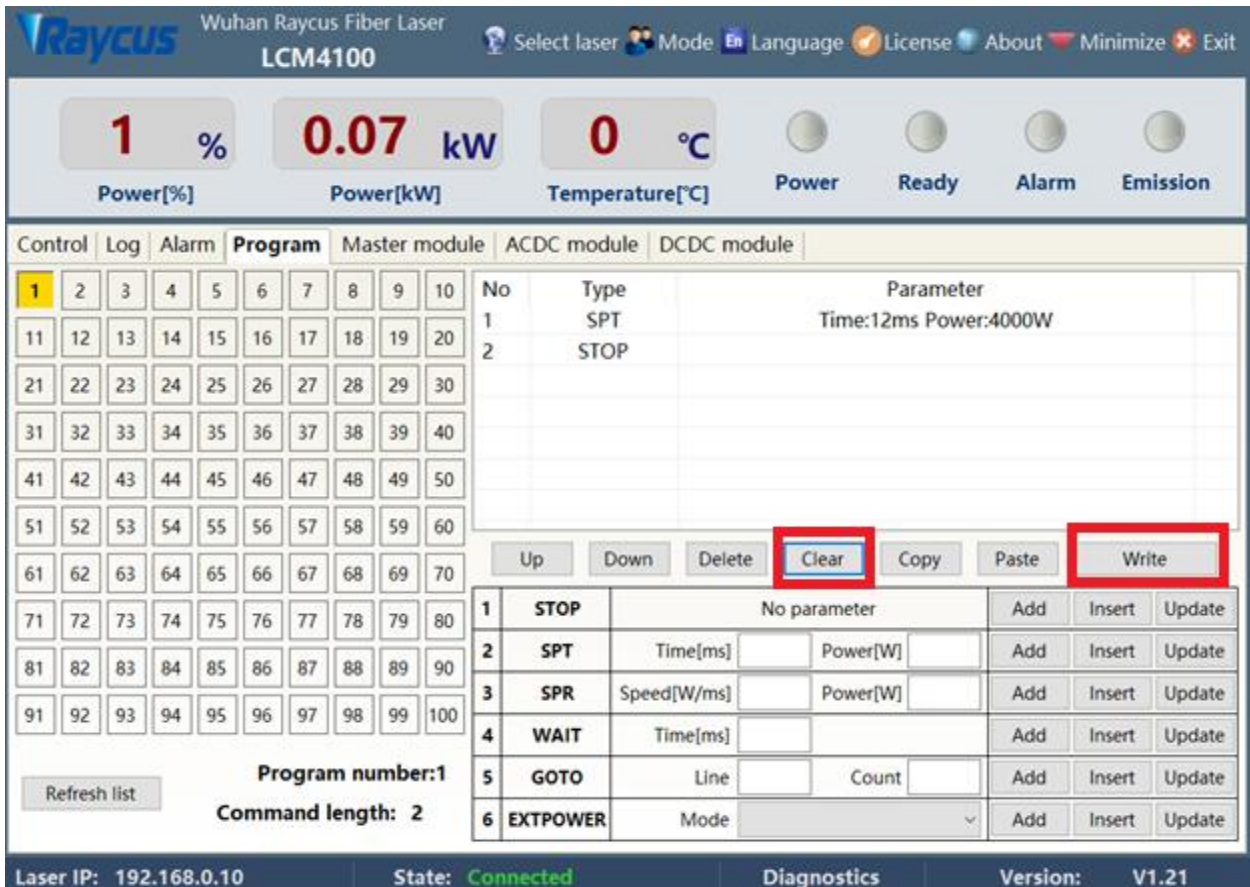 Raycus
Wuhan Raycus Fiber Laser
LCM4100
Select laser Mode En Language License About Minimize Exit
1 % 0.07 kW 0 ℃
Power[%] Power[kW] Temperature[℃] Power Ready Alarm Emission
Control Log Alarm Program Master module ACDC module DCDC module
1 2 3 4 5 6 7 8 9 10
11 12 13 14 15 16 17 18 19 20
21 22 23 24 25 26 27 28 29 30
31 32 33 34 35 36 37 38 39 40
41 42 43 44 45 46 47 48 49 50
51 52 53 54 55 56 57 58 59 60
61 62 63 64 65 66 67 68 69 70
71 72 73 74 75 76 77 78 79 80
81 82 83 84 85 86 87 88 89 90
91 92 93 94 95 96 97 98 99 100
Refresh list
Program number:1
Command length: 2
No Type Parameter
1 SPT Time:12ms Power:4000W
2 STOP
Up Down Delete Clear Copy Paste Write
1 STOP No parameter Add Insert Update
2 SPT Time[ms] Power[W] Add Insert Update
3 SPR Speed[W/ms] Power[W] Add Insert Update
4 WAIT Time[ms] Add Insert Update
5 GOTO Line Count Add Insert Update
6 EXTPOWER Mode Add Insert Update
Laser IP: 192.168.0.10 State: Connected Diagnostics Version: V1.21